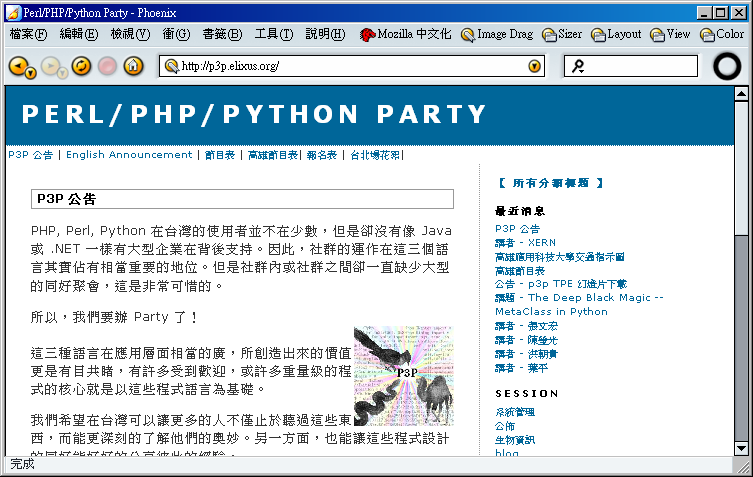 Perl/PHP/Python Party - Phoenix
檔案(F) 編輯(E) 檢視(V) 衝(G) 書籤(B) 工具(T) 說明(H) Mozilla 中文化 Image Drag Sizer Layout View Color
http://p3p.elixus.org/
PERL/PHP/PYTHON PARTY
P3P 公告 | English Announcement | 節目表 | 高雄節目表| 報名表 | 台北場花絮|
P3P 公告
PHP, Perl, Python 在台灣的使用者並不在少數，但是卻沒有像 Java
或 .NET 一樣有大型企業在背後支持。因此，社群的運作在這三個語
言其實佔有相當重要的地位。但是社群內或社群之間卻一直缺少大型
的同好聚會，這是非常可惜的。
所以，我們要辦 Party 了！
這三種語言在應用層面相當的廣，所創造出來的價值
更是有目共睹，有許多受到歡迎，或許多重量級的程
式的核心就是以這些程式語言為基礎。
P3P
我們希望在台灣可以讓更多的人不僅止於聽過這些東
西，而能更深刻的了解他們的奧妙。另一方面，也能讓這些程式設計
的同好能好好的分享彼此的經驗，
【 所有分類標題 】
最近消息
P3P 公告
講者 - XERN
高雄應用科技大學交通指示圖
高雄節目表
公告 - p3p TPE 幻燈片下載
講題 - The Deep Black Magic --
MetaClass in Python
講者 - 張文宏
講者 - 陳瑩光
講者 - 洪朝貴
講者 - 葉平
SESSION
系統管理
公佈
生物資訊
blog
完成